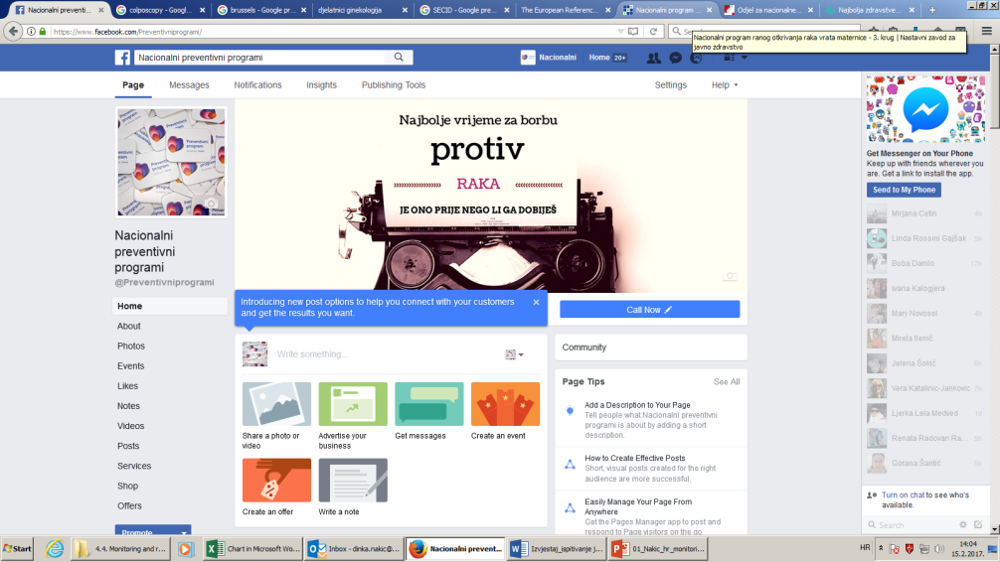 Nacionalni preventi...
colposcopy - Googl...
brussels - Google pr...
djelatnici ginekologija
SECID - Google pre...
The European Referenc...
Nacionalni program ...
Odjel za nacionalne...
Najbolja zdravstve...
https://www.facebook.com/Preventivniprogrami/
Nacionalni program ranog otkrivanja raka vrata maternice - 3. krug | Nastavni zavod za
javno zdravstvo
Nacionalni preventivni programi
Nacionalni
Home 20+
Page
Messages
Notifications
Insights
Publishing Tools
Settings
Help
Najbolje vrijeme za borbu
protiv
RAKA
JE ONO PRIJE NEGO LI GA DOBIJEŠ
Nacionalni
preventivni
programi
@Preventivniprogrami
Home
About
Photos
Events
Likes
Notes
Videos
Posts
Services
Shop
Offers
Promote
Introducing new post options to help you connect with your customers
and get the results you want.
Write something...
Share a photo or
video
Advertise your
business
Get messages
Create an event
Create an offer
Write a note
Call Now
Community
Page Tips
See All
Add a Description to Your Page
Tell people what Nacionalni preventivni
programi is about by adding a short
description.
How to Create Effective Posts
Short, visual posts created for the right
audience are more successful.
Easily Manage Your Page From
Anywhere
Get the Pages Manager app to post and
respond to Page visitors on the go.
Get Messenger on Your Phone
Keep up with friends wherever you
are. Get a link to install the app.
Send to My Phone
Mirjana Cetin
Linda Rossini Gajšak
Boba Danilo 17h
Ivana Kalogjera
Mary Novosel
Mirela Ilenić
Jelena Šokić
Vera Katalinic-Jankovic
Ljerka Lela Medved
Renata Radovan Ra...
Gorana Šantić
Turn on chat to see who's
available.
Search
Start
4.4. Monitoring and r...
Chart in Microsoft Wo...
Inbox - dinka.nakic@...
Nacionalni prevent...
Izvjestaj_ispitivanje j...
01_Nakic_hr_monitori...
HR
14:04
15.2.2017.